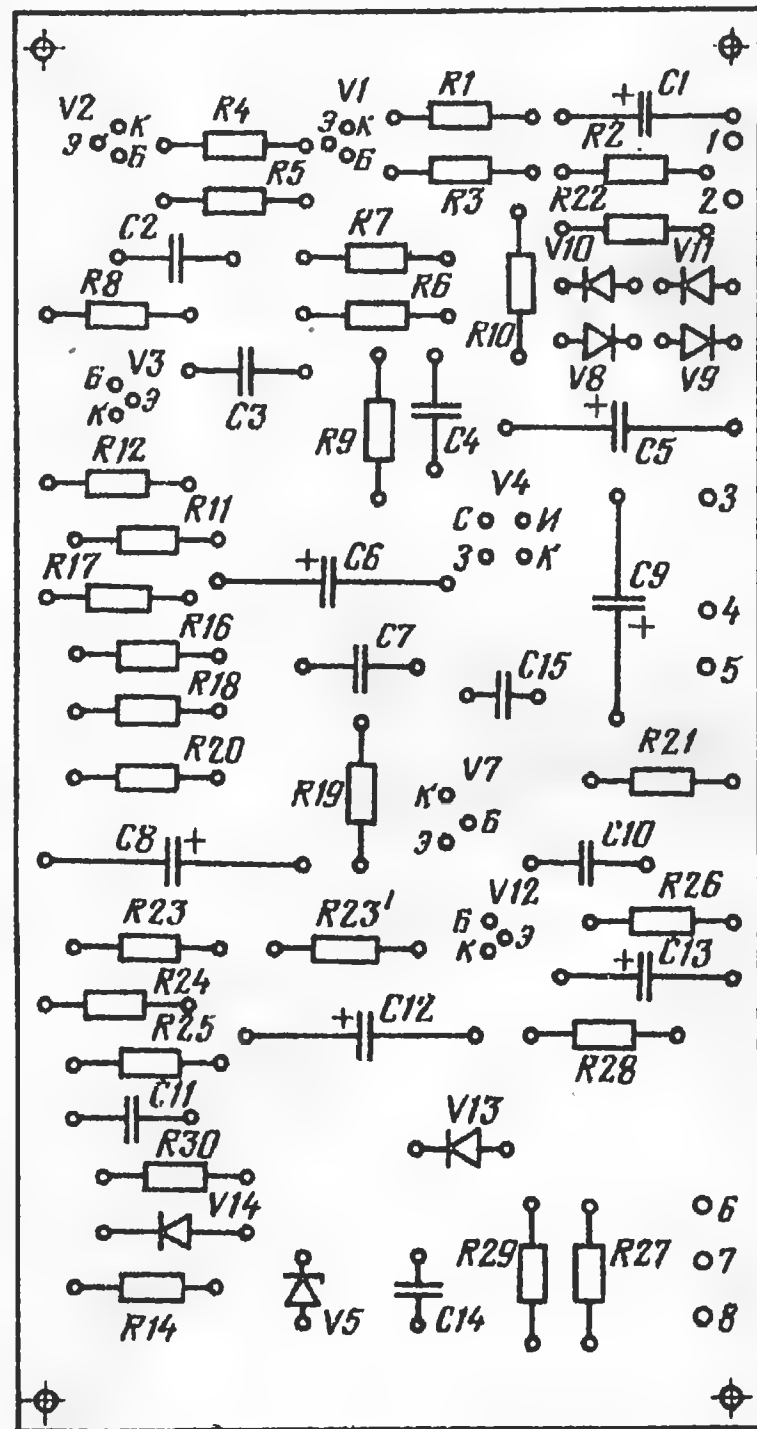 V2 К Э Б
R4
V1 Э К Б
R1
C1 +
1
R5
R3
R2
2
C2
R7
R22
R8
R6
R10
V10 V11
V3 Б Э К
C3
R9
C4
V8 V9
+ C5
R12
V4
R11
С И
3
R17
З К
+ C6
C9 +
4
R16
C7
C15
5
R18
R20
R19
V7 К Б Э
R21
C8 +
C10
R23
R23'
V12 Б Э К
R26
+ C13
R24
+ C12
R25
R28
C11
V13
R30
V14
6
R29
R27
7
R14
V5
C14
8